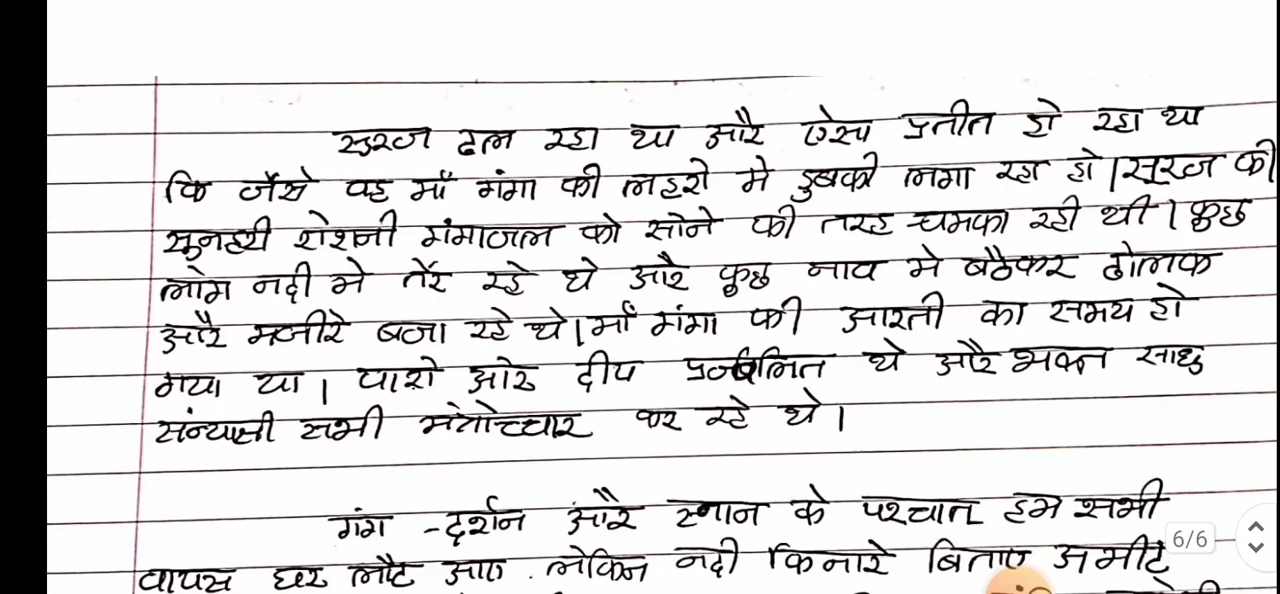 सूरज ढल रहा था और ऐसा प्रतीत हो रहा था
कि जैसे वह माँ गंगा की लहरो मे डुबकी लगा रहा हो। सूरज की
सुनहरी रोशनी गंगाजल को सोने की तरह चमका रही थी। कुछ
लोग नदी मे तैर रहे थे और कुछ नाव मे बैठकर ढोलक
और मजीरे बजा रहे थे। माँ गंगा की आरती का समय हो
गया था। चारो ओर दीप प्रज्वलित थे और भक्त साधु
संन्यासी सभी मंत्रोच्चार कर रहे थे।
गंग - दर्शन और स्नान के पश्चात हम सभी
6/6
वापस घर लौट आए . लेकिन नदी किनारे बिताए